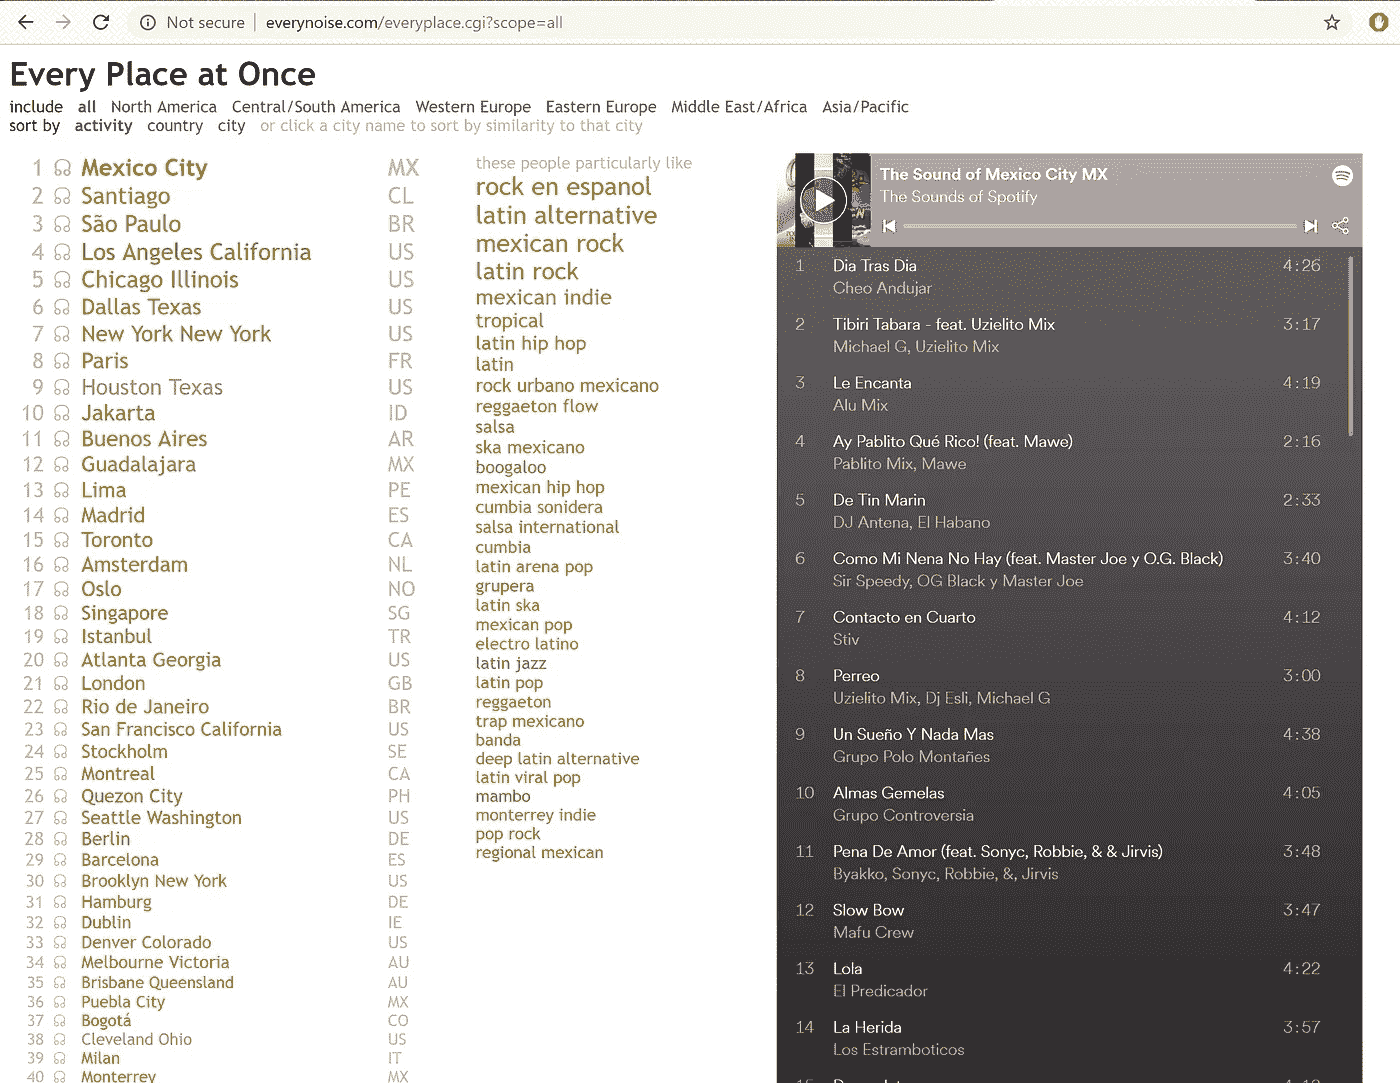 Not secure | everynoise.com/everyplace.cgi?scope=all
Every Place at Once
include all North America Central/South America Western Europe Eastern Europe Middle East/Africa Asia/Pacific
sort by activity country city or click a city name to sort by similarity to that city
1 Mexico City MX
2 Santiago CL
3 São Paulo BR
4 Los Angeles California US
5 Chicago Illinois US
6 Dallas Texas US
7 New York New York US
8 Paris FR
9 Houston Texas US
10 Jakarta ID
11 Buenos Aires AR
12 Guadalajara MX
13 Lima PE
14 Madrid ES
15 Toronto CA
16 Amsterdam NL
17 Oslo NO
18 Singapore SG
19 Istanbul TR
20 Atlanta Georgia US
21 London GB
22 Rio de Janeiro BR
23 San Francisco California US
24 Stockholm SE
25 Montreal CA
26 Quezon City PH
27 Seattle Washington US
28 Berlin DE
29 Barcelona ES
30 Brooklyn New York US
31 Hamburg DE
32 Dublin IE
33 Denver Colorado US
34 Melbourne Victoria AU
35 Brisbane Queensland AU
36 Puebla City MX
37 Bogotá CO
38 Cleveland Ohio US
39 Milan IT
40 Monterrey MX
these people particularly like
rock en espanol
latin alternative
mexican rock
latin rock
mexican indie
tropical
latin hip hop
latin
rock urbano mexicano
reggaeton flow
salsa
ska mexicano
boogaloo
mexican hip hop
cumbia sonidera
salsa international
cumbia
latin arena pop
grupera
latin ska
mexican pop
electro latino
latin jazz
latin pop
reggaeton
trap mexicano
banda
deep latin alternative
latin viral pop
mambo
monterrey indie
pop rock
regional mexican
The Sound of Mexico City MX
The Sounds of Spotify
1 Dia Tras Dia 4:26
Cheo Andujar
2 Tibiri Tabara - feat. Uzielito Mix 3:17
Michael G, Uzielito Mix
3 Le Encanta 4:19
Alu Mix
4 Ay Pablito Qué Rico! (feat. Mawe) 2:16
Pablito Mix, Mawe
5 De Tin Marin 2:33
DJ Antena, El Habano
6 Como Mi Nena No Hay (feat. Master Joe y O.G. Black) 3:40
Sir Speedy, OG Black y Master Joe
7 Contacto en Cuarto 4:12
Stiv
8 Perreo 3:00
Uzielito Mix, Dj Esli, Michael G
9 Un Sueño Y Nada Mas 4:38
Grupo Polo Montañes
10 Almas Gemelas 4:05
Grupo Controversia
11 Pena De Amor (feat. Sonyc, Robbie, & & Jirvis) 3:48
Byakko, Sonyc, Robbie, &, Jirvis
12 Slow Bow 3:47
Mafu Crew
13 Lola 4:22
El Predicador
14 La Herida 3:57
Los Estramboticos